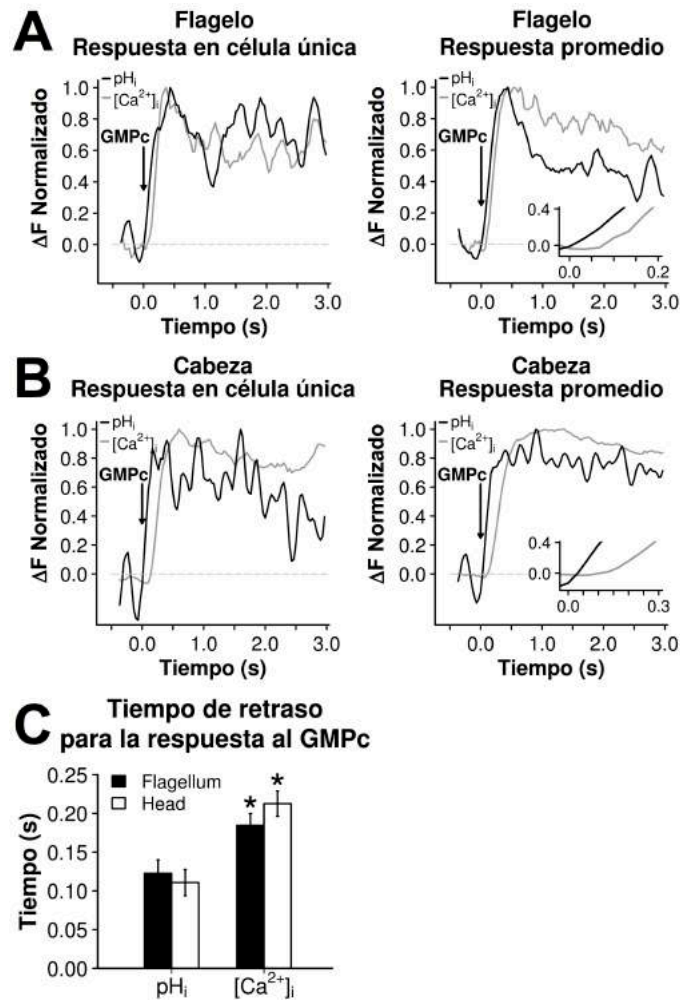 A
Flagelo
Respuesta en célula única
Flagelo
Respuesta promedio
ΔF Normalizado
1.0
0.8
0.6
0.4
0.2
0.0
pHᵢ
[Ca²⁺]ᵢ
GMPc
0.0 1.0 2.0 3.0
Tiempo (s)
ΔF Normalizado
1.0
0.8
0.6
0.4
0.2
0.0
pHᵢ
[Ca²⁺]ᵢ
GMPc
0.4
0.0
0.0 0.2
0.0 1.0 2.0 3.0
Tiempo (s)
B
Cabeza
Respuesta en célula única
Cabeza
Respuesta promedio
ΔF Normalizado
1.0
0.8
0.6
0.4
0.2
0.0
pHᵢ
[Ca²⁺]ᵢ
GMPc
0.0 1.0 2.0 3.0
Tiempo (s)
ΔF Normalizado
1.0
0.8
0.6
0.4
0.2
0.0
pHᵢ
[Ca²⁺]ᵢ
GMPc
0.4
0.0
0.0 0.3
0.0 1.0 2.0 3.0
Tiempo (s)
C
Tiempo de retraso
para la respuesta al GMPc
Tiempo (s)
0.25
0.20
0.15
0.10
0.05
0.00
Flagellum
Head
* *
pHᵢ [Ca²⁺]ᵢ